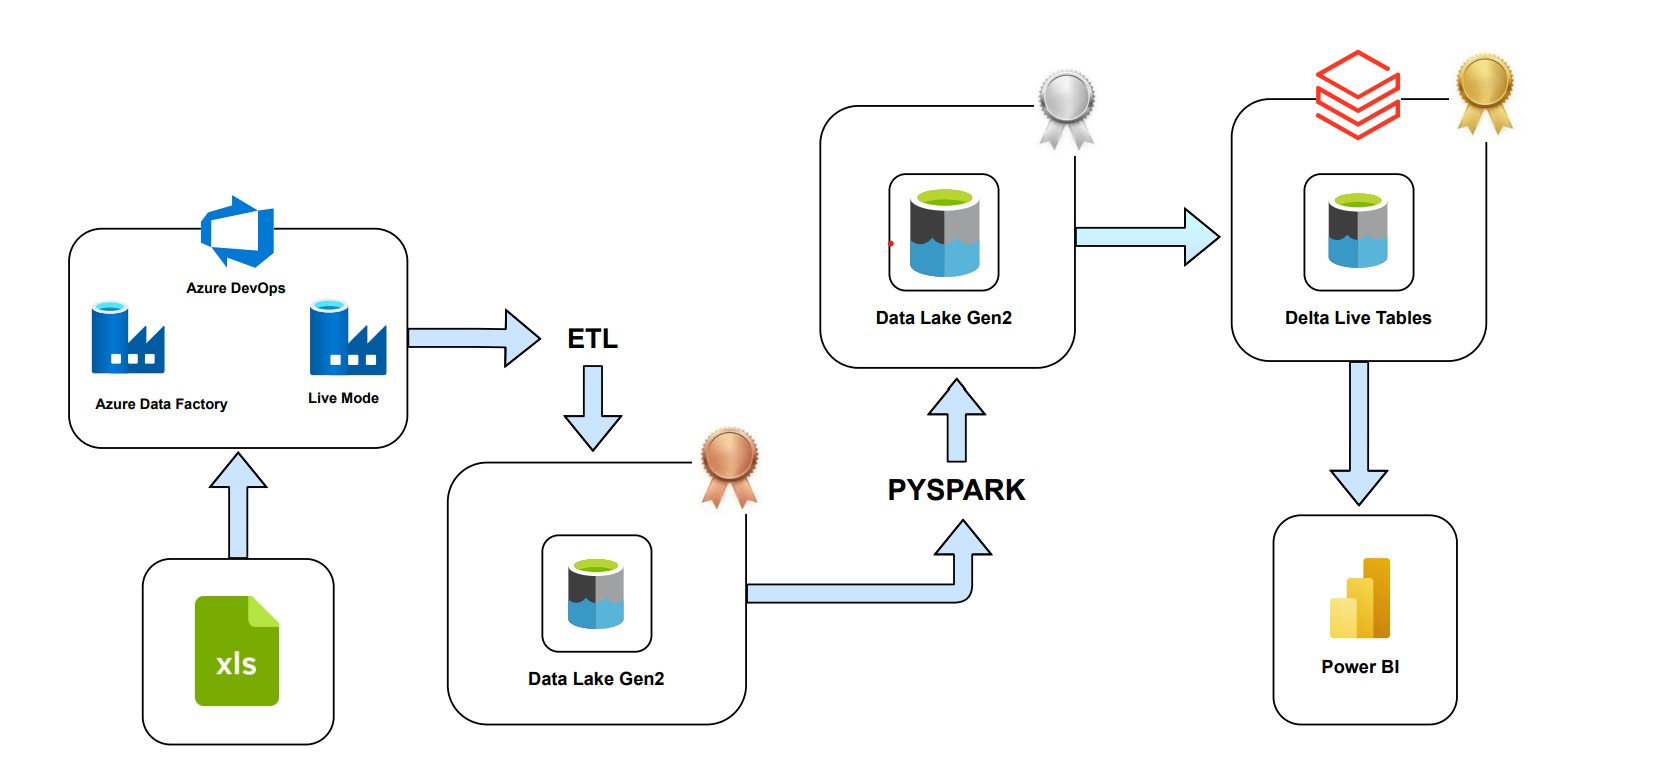 Azure DevOps
Azure Data Factory
Live Mode
xls
ETL
Data Lake Gen2
PYSPARK
Data Lake Gen2
Delta Live Tables
Power BI